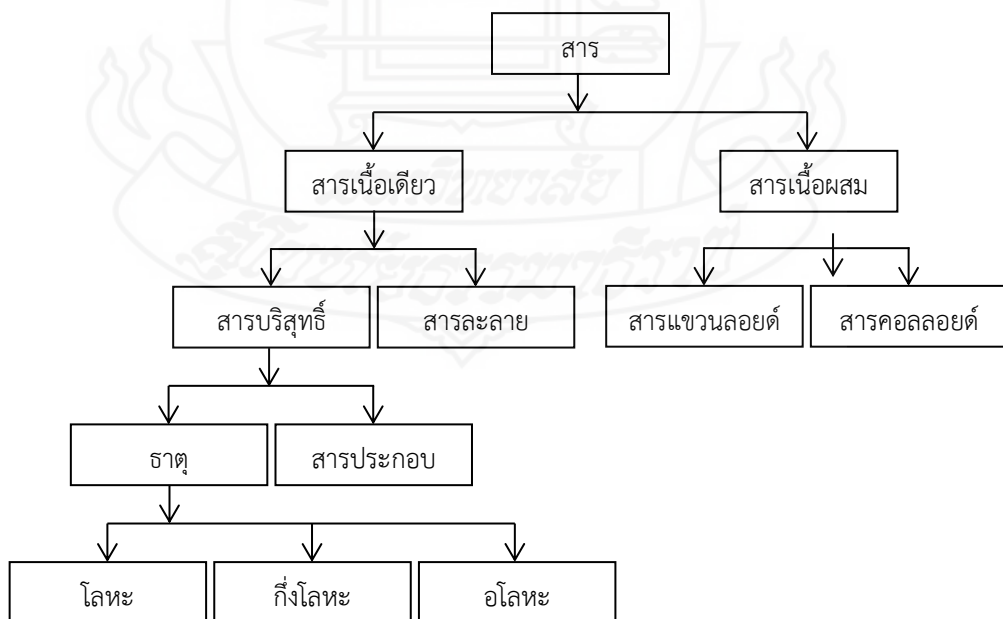 สาร
สารเนื้อเดียว
สารเนื้อผสม
สารบริสุทธิ์
สารละลาย
สารแขวนลอยด์
สารคอลลอยด์
ธาตุ
สารประกอบ
โลหะ
กึ่งโลหะ
อโลหะ